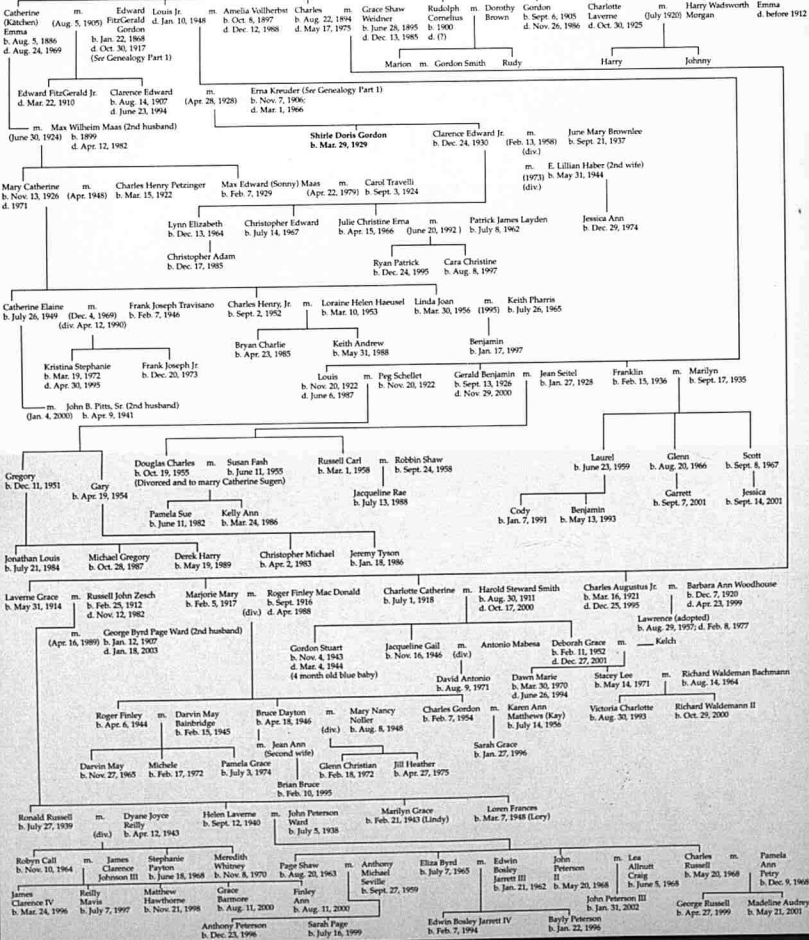 Catherine
(Kätchen)
Emma
b. Aug. 5, 1886
d. Aug. 24, 1969
m.
(Aug. 5, 1905)
Edward
FitzGerald
Gordon
b. Jan. 22, 1868
d. Oct. 30, 1917
(See Genealogy Part 1)
Louis Jr.
d. Jan. 10, 1948
m. Amelia Vollherbst
b. Oct. 8, 1897
d. Dec. 12, 1988
Charles
b. Aug. 22, 1894
d. May 17, 1975
m. Grace Shaw
Weidner
b. June 28, 1895
d. Dec. 13, 1985
Rudolph
Cornelius
b. 1900
d. (?)
m. Dorothy
Brown
Gordon
b. Sept. 6, 1905
d. Nov. 26, 1986
Charlotte
Laverne
d. Oct. 30, 1925
m.
(July 1920)
Harry Wadsworth
Morgan
Emma
d. before 1912
Marion m. Gordon Smith Rudy
Harry Johnny
Edward FitzGerald Jr.
d. Mar. 22, 1910
Clarence Edward
b. Aug. 14, 1907
d. June 23, 1994
m.
(Apr. 28, 1928)
Erna Kreuder (See Genealogy Part 1)
b. Nov. 7, 1906;
d. Mar. 1, 1966
m. Max Wilheim Maas (2nd husband)
(June 30, 1924) b. 1899
d. Apr. 12, 1982
Shirle Doris Gordon
b. Mar. 29, 1929
Clarence Edward Jr.
b. Dec. 24, 1930
m.
(Feb. 13, 1958)
(div.)
June Mary Brownlee
b. Sept. 21, 1937
m.
(1973)
(div.)
E. Lillian Haber (2nd wife)
b. May 31, 1944
Mary Catherine
b. Nov. 13, 1926
d. 1971
m.
(Apr. 1948)
Charles Henry Petzinger
b. Mar. 15, 1922
Max Edward (Sonny) Maas
b. Feb. 7, 1929
m.
(Apr. 22, 1979)
Carol Travelli
b. Sept. 3, 1924
Lynn Elizabeth
b. Dec. 13, 1964
Christopher Edward
b. July 14, 1967
Julie Christine Erna
b. Apr. 15, 1966
m.
(June 20, 1992)
Patrick James Layden
b. July 8, 1962
Jessica Ann
b. Dec. 29, 1974
Christopher Adam
b. Dec. 17, 1985
Ryan Patrick
b. Dec. 24, 1995
Cara Christine
b. Aug. 8, 1997
Catherine Elaine
b. July 26, 1949
m.
(Dec. 4, 1969)
(div. Apr. 12, 1990)
Frank Joseph Travisano
b. Feb. 7, 1946
Charles Henry, Jr.
b. Sept. 2, 1952
m. Loraine Helen Haeusel
b. Mar. 10, 1953
Linda Joan
b. Mar. 30, 1956
m.
(1995)
Keith Pharris
b. July 26, 1965
Bryan Charlie
b. Apr. 23, 1985
Keith Andrew
b. May 31, 1988
Benjamin
b. Jan. 17, 1997
Kristina Stephanie
b. Mar. 19, 1972
d. Apr. 30, 1995
Frank Joseph Jr.
b. Dec. 20, 1973
Louis
b. Nov. 20, 1922
d. June 6, 1987
m. Peg Schellet
b. Nov. 20, 1922
Gerald Benjamin
b. Sept. 13, 1926
d. Nov. 29, 2000
m. Jean Seitel
b. Jan. 27, 1928
Franklin
b. Feb. 15, 1936
m. Marilyn
b. Sept. 17, 1935
m. John B. Pitts, Sr. (2nd husband)
(Jan. 4, 2000) b. Apr. 9, 1941
Gregory
b. Dec. 11, 1951
Gary
b. Apr. 19, 1954
Douglas Charles
b. Oct. 19, 1955
m. Susan Fash
b. June 11, 1955
(Divorced and to marry Catherine Sugen)
Russell Carl
b. Mar. 1, 1958
m. Robbin Shaw
b. Sept. 24, 1958
Laurel
b. June 23, 1959
Glenn
b. Aug. 20, 1966
Scott
b. Sept. 8, 1967
Pamela Sue
b. June 11, 1982
Kelly Ann
b. Mar. 24, 1986
Jacqueline Rae
b. July 13, 1988
Cody
b. Jan. 7, 1991
Benjamin
b. May 13, 1993
Garrett
b. Sept. 7, 2001
Jessica
b. Sept. 14, 2001
Jonathan Louis
b. July 21, 1984
Michael Gregory
b. Oct. 28, 1987
Derek Harry
b. May 19, 1989
Christopher Michael
b. Apr. 2, 1983
Jeremy Tyson
b. Jan. 18, 1986
Laverne Grace
b. May 31, 1914
m. Russell John Zesch
b. Feb. 25, 1912
d. Nov. 12, 1982
Marjorie Mary
b. Feb. 5, 1917
m.
(div.)
Roger Finley Mac Donald
b. Sept. 1916
d. Apr. 1988
Charlotte Catherine
b. July 1, 1918
m. Harold Steward Smith
b. Aug. 30, 1911
d. Oct. 17, 2000
Charles Augustus Jr.
b. Mar. 16, 1921
d. Dec. 25, 1995
m. Barbara Ann Woodhouse
b. Dec. 7, 1920
d. Apr. 23, 1999
Lawrence (adopted)
b. Aug. 29, 1957; d. Feb. 8, 1977
m. George Byrd Page Ward (2nd husband)
(Apr. 16, 1989) b. Jan. 12, 1907
d. Jan. 18, 2003
Gordon Stuart
b. Nov. 4, 1943
d. Mar. 4, 1944
(4 month old blue baby)
Jacqueline Gail
b. Nov. 16, 1946
m.
(div.)
Antonio Mabesa
Deborah Grace
b. Feb. 11, 1952
d. Dec. 27, 2001
m. Kelch
David Antonio
b. Aug. 9, 1971
Dawn Marie
b. Mar. 30, 1970
d. June 26, 1994
Stacey Lee
b. May 14, 1971
m. Richard Waldeman Bachmann
b. Aug. 14, 1964
Roger Finley
b. Apr. 6, 1944
m. Darvin May
Bainbridge
b. Feb. 15, 1945
Bruce Dayton
b. Apr. 18, 1946
m.
(div.)
Mary Nancy
Noller
b. Aug. 8, 1948
Charles Gordon
b. Feb. 7, 1954
m. Karen Ann
Matthews (Kay)
b. July 14, 1956
Victoria Charlotte
b. Aug. 30, 1993
Richard Waldemann II
b. Oct. 29, 2000
m. Jean Ann
(Second wife)
Sarah Grace
b. Jan. 27, 1996
Darvin May
b. Nov. 27, 1965
Michele
b. Feb. 17, 1972
Pamela Grace
b. July 3, 1974
Glenn Christian
b. Feb. 18, 1972
Jill Heather
b. Apr. 27, 1975
Brian Bruce
b. Feb. 10, 1995
Ronald Russell
b. July 27, 1939
m.
(div.)
Dyane Joyce
Reilly
b. Apr. 12, 1943
Helen Laverne
b. Sept. 12, 1940
m. John Peterson
Ward
b. July 5, 1938
Marilyn Grace
b. Feb. 21, 1943 (Lindy)
Loren Frances
b. Mar. 7, 1948 (Lory)
Robyn Call
b. Nov. 10, 1964
m. James
Clarence
Johnson III
Stephanie
Payton
b. June 18, 1968
Meredith
Whitney
b. Nov. 8, 1970
Page Shaw
b. Aug. 20, 1963
m. Anthony
Michael
Seville
b. Sept. 27, 1959
Eliza Byrd
b. July 7, 1965
m. Edwin
Bosley
Jarrett III
b. Jan. 21, 1962
John
Peterson
II
b. May 20, 1968
m. Lea
Allnutt
Craig
b. June 5, 1968
Charles
Russell
b. May 20, 1968
m. Pamela
Ann
Petry
b. Dec. 9, 1968
James
Clarence IV
b. Mar. 24, 1996
Reilly
Mavis
b. July 7, 1997
Matthew
Hawthorne
b. Nov. 21, 1998
Grace
Barmore
b. Aug. 11, 2000
Finley
Ann
b. Aug. 11, 2000
John Peterson III
b. Jan. 31, 2002
George Russell
b. Apr. 27, 1999
Madeline Audrey
b. May 21, 2001
Anthony Peterson
b. Dec. 23, 1996
Sarah Page
b. July 16, 1999
Edwin Bosley Jarrett IV
b. Feb. 7, 1994
Bayly Peterson
b. Jan. 22, 1996